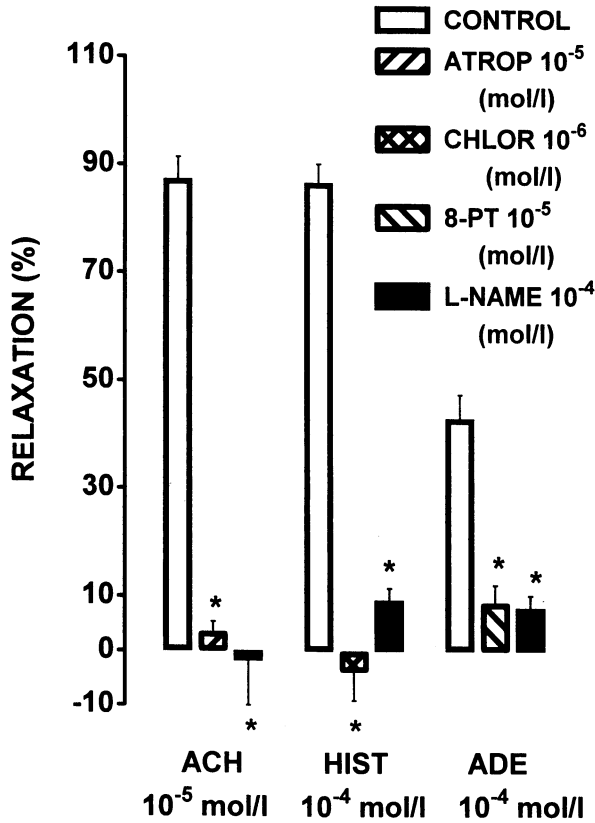 CONTROL
ATROP 10⁻⁵
(mol/l)
CHLOR 10⁻⁶
(mol/l)
8-PT 10⁻⁵
(mol/l)
L-NAME 10⁻⁴
(mol/l)
RELAXATION (%)
110
90
70
50
30
10
0
-10
*
*
*
*
*
*
ACH HIST ADE
10⁻⁵ mol/l 10⁻⁴ mol/l 10⁻⁴ mol/l